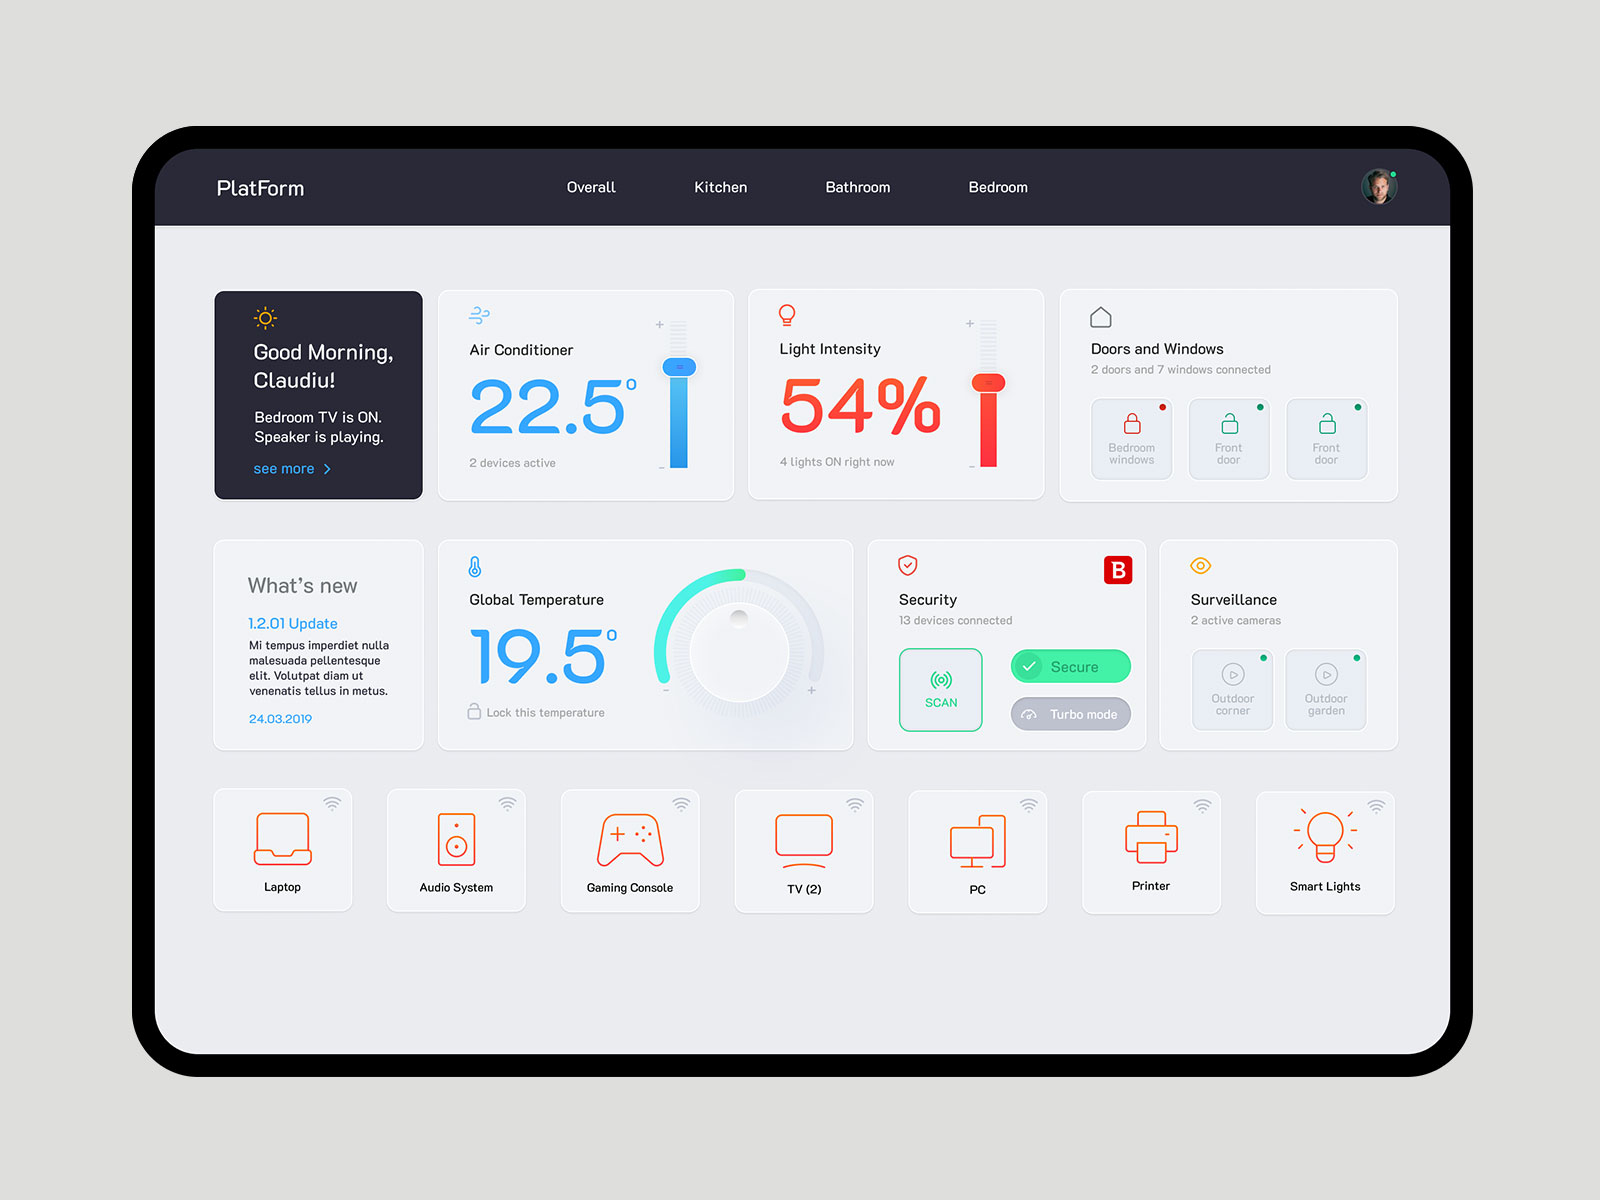 PlatForm
Overall
Kitchen
Bathroom
Bedroom
Good Morning,
Claudiu!
Bedroom TV is ON.
Speaker is playing.
see more
Air Conditioner
22.5°
2 devices active
+
-
Light Intensity
54%
4 lights ON right now
+
-
Doors and Windows
2 doors and 7 windows connected
Bedroom
windows
Front
door
Front
door
What's new
1.2.01 Update
Mi tempus imperdiet nulla
malesuada pellentesque
elit. Volutpat diam ut
venenatis tellus in metus.
24.03.2019
Global Temperature
19.5°
Lock this temperature
-
+
Security
13 devices connected
B
SCAN
Secure
Turbo mode
Surveillance
2 active cameras
Outdoor
corner
Outdoor
garden
Laptop
Audio System
Gaming Console
TV (2)
PC
Printer
Smart Lights